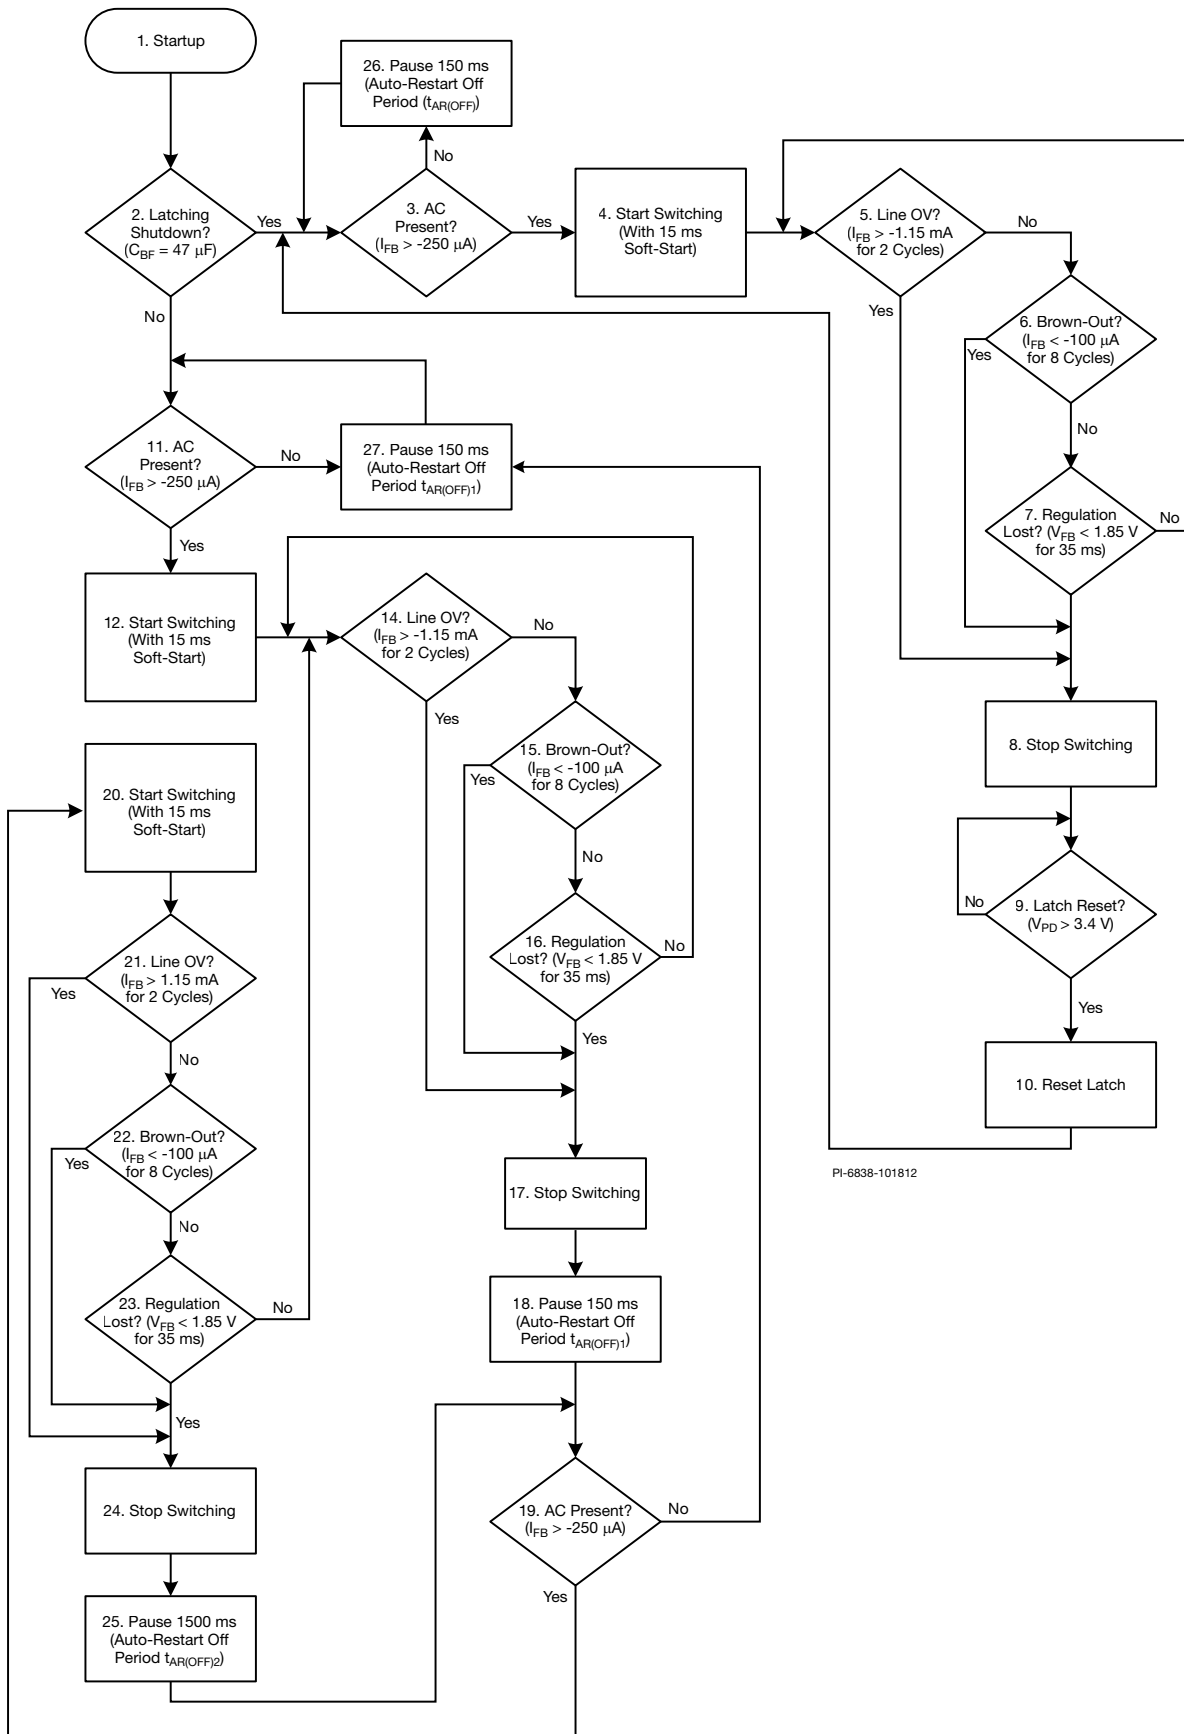 1. Startup
26. Pause 150 ms
(Auto-Restart Off
Period (tAR(OFF))
No
2. Latching
Shutdown?
(CBF = 47 µF)
Yes
3. AC
Present?
(IFB > -250 µA)
Yes
4. Start Switching
(With 15 ms
Soft-Start)
5. Line OV?
(IFB > -1.15 mA
for 2 Cycles)
No
Yes
6. Brown-Out?
(IFB < -100 µA
for 8 Cycles)
Yes
No
7. Regulation
Lost? (VFB < 1.85 V
for 35 ms)
No
No
11. AC
Present?
(IFB > -250 µA)
No
27. Pause 150 ms
(Auto-Restart Off
Period tAR(OFF)1)
Yes
Yes
12. Start Switching
(With 15 ms
Soft-Start)
14. Line OV?
(IFB > -1.15 mA
for 2 Cycles)
No
Yes
15. Brown-Out?
(IFB < -100 µA
for 8 Cycles)
Yes
No
16. Regulation
Lost? (VFB < 1.85 V
for 35 ms)
No
Yes
8. Stop Switching
9. Latch Reset?
(VPD > 3.4 V)
No
Yes
10. Reset Latch
PI-6838-101812
20. Start Switching
(With 15 ms
Soft-Start)
21. Line OV?
(IFB > 1.15 mA
for 2 Cycles)
Yes
No
22. Brown-Out?
(IFB < -100 µA
for 8 Cycles)
Yes
No
23. Regulation
Lost? (VFB < 1.85 V
for 35 ms)
No
Yes
17. Stop Switching
18. Pause 150 ms
(Auto-Restart Off
Period tAR(OFF)1)
24. Stop Switching
19. AC Present?
(IFB > -250 µA)
No
Yes
25. Pause 1500 ms
(Auto-Restart Off
Period tAR(OFF)2)